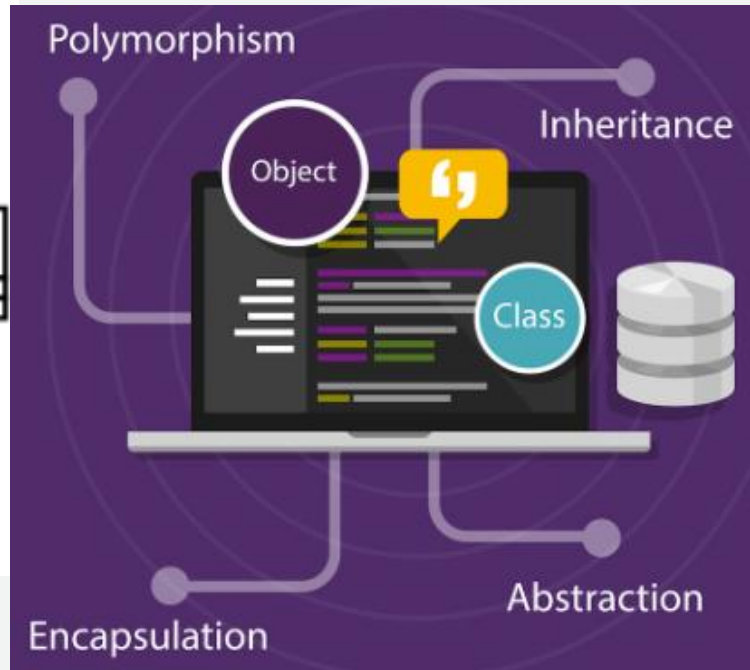 Polymorphism
Inheritance
Object
Class
Abstraction
Encapsulation